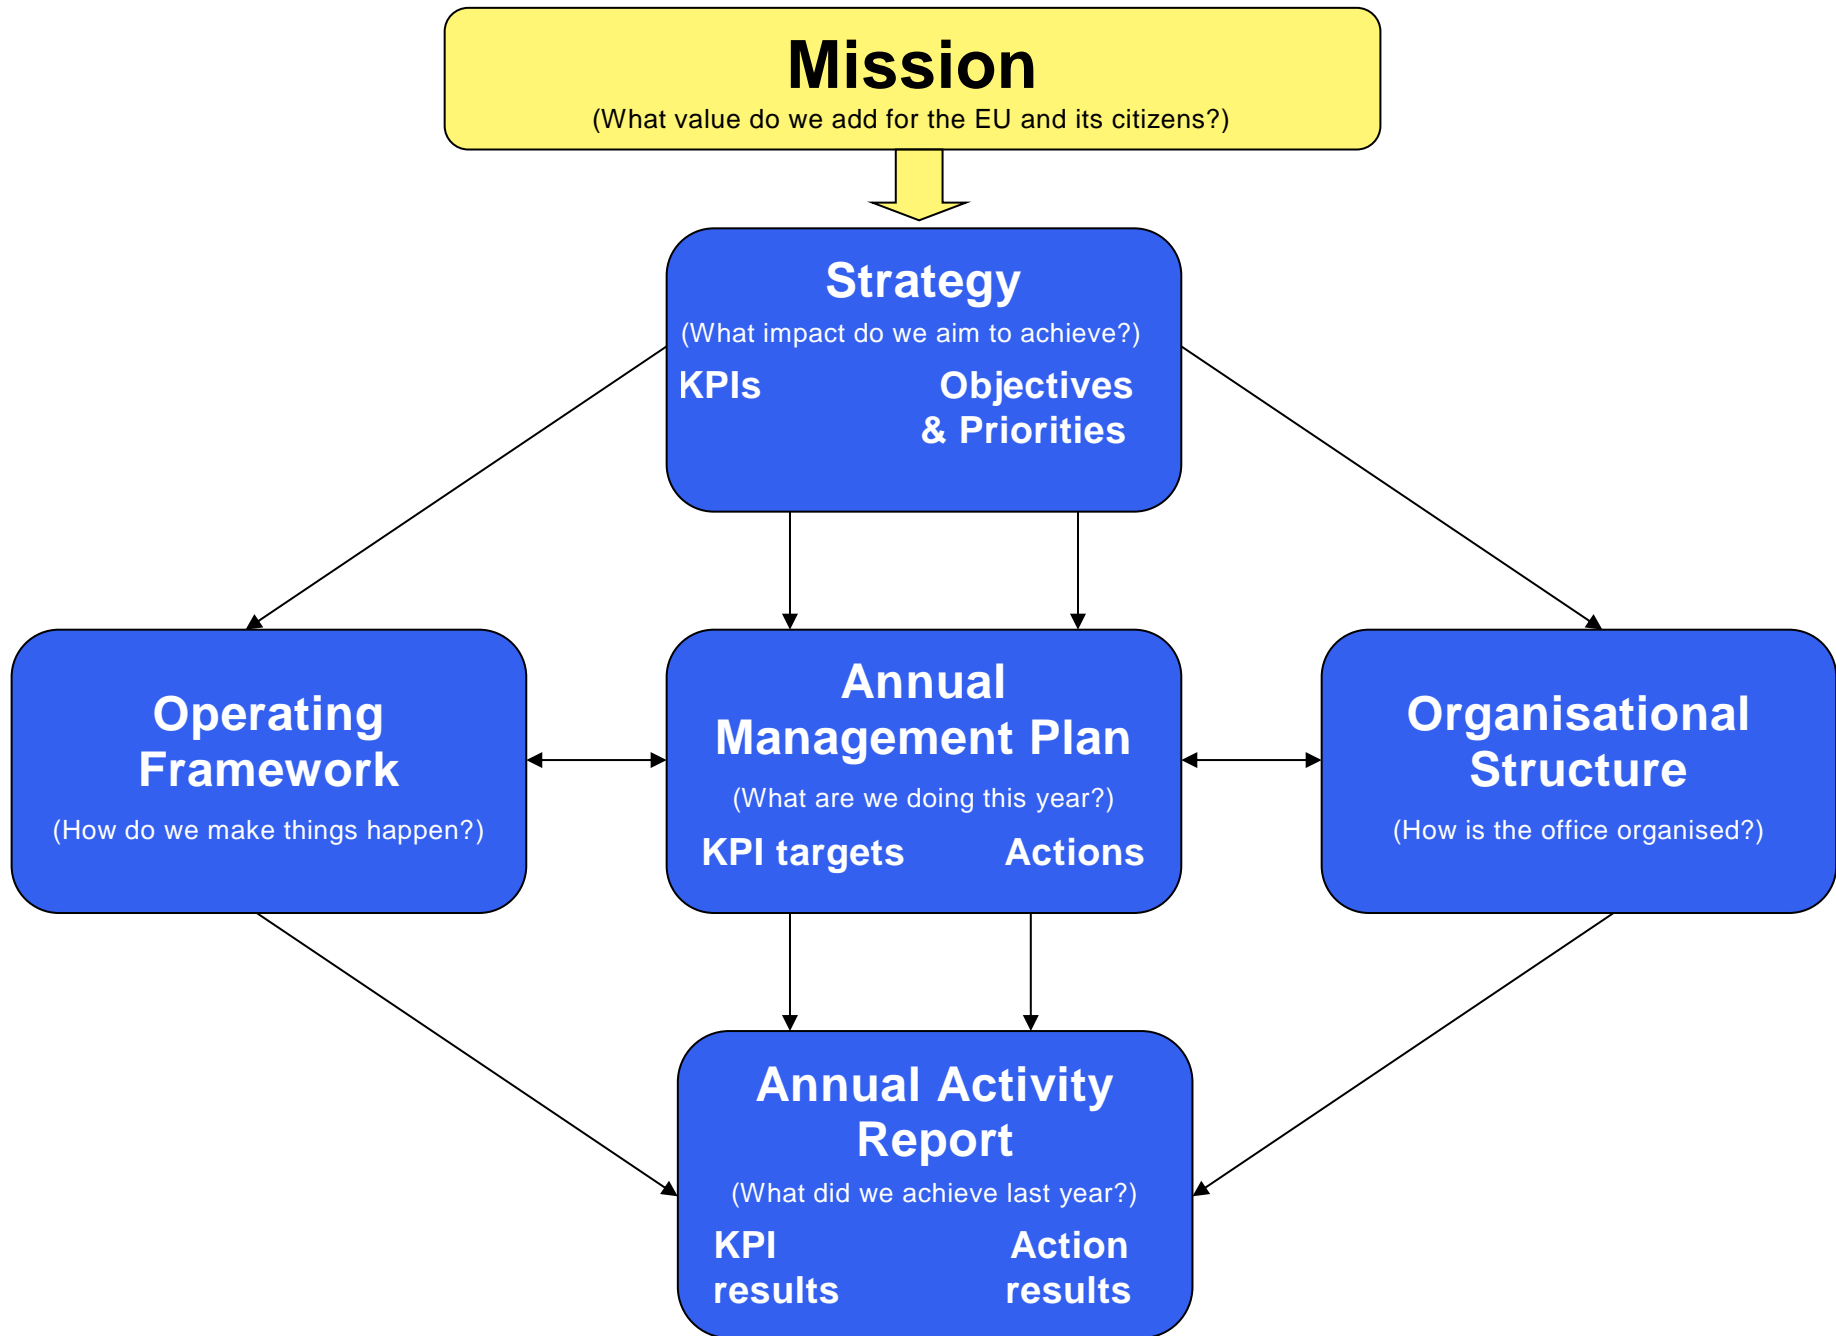 Mission
(What value do we add for the EU and its citizens?)
Strategy
(What impact do we aim to achieve?)
KPIs
Objectives
& Priorities
Operating
Framework
(How do we make things happen?)
Annual
Management Plan
(What are we doing this year?)
KPI targets
Actions
Organisational
Structure
(How is the office organised?)
Annual Activity
Report
(What did we achieve last year?)
KPI
results
Action
results